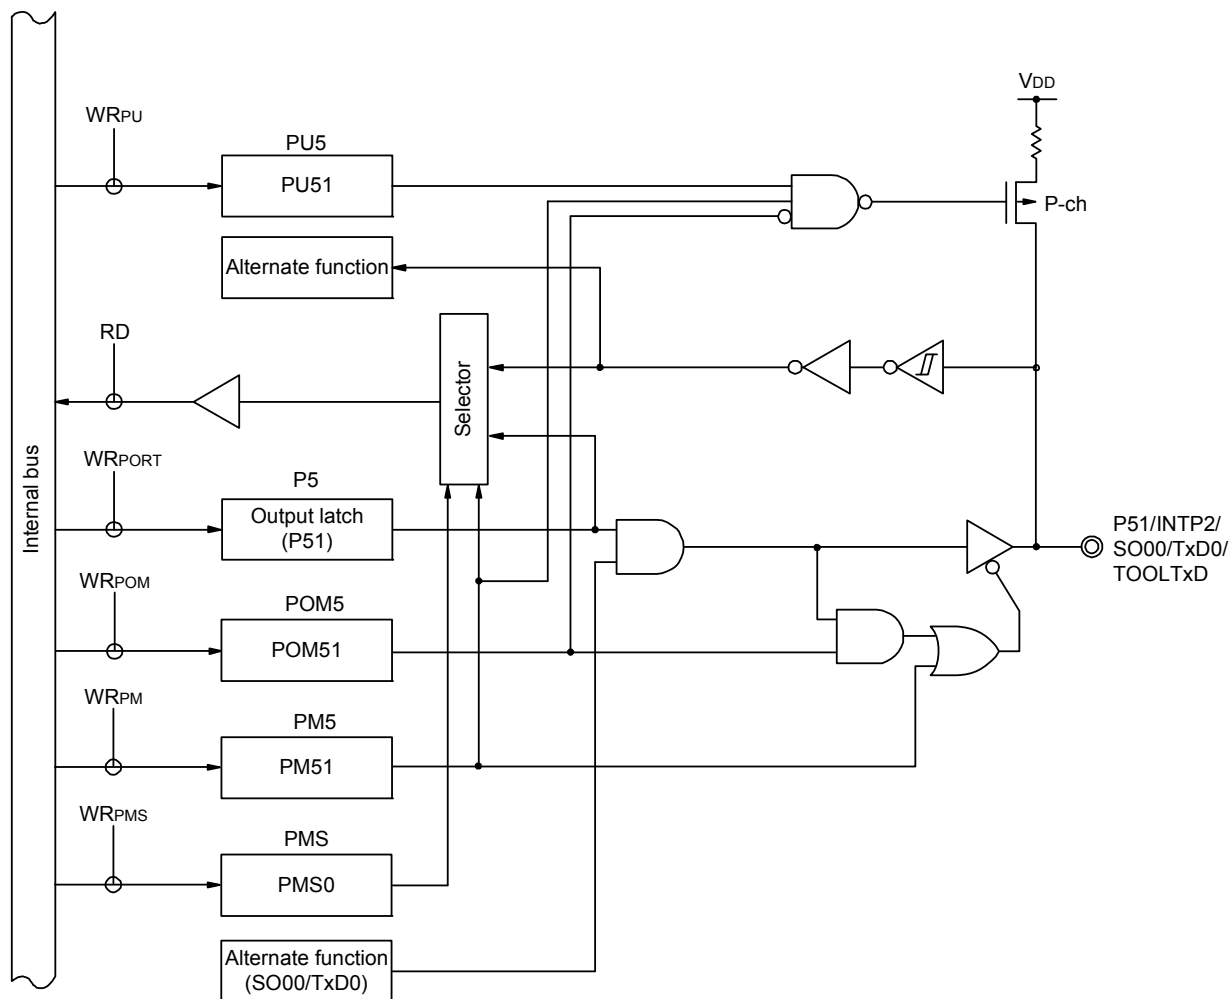 VDD
WRPU
PU5
PU51
P-ch
Alternate function
RD
Selector
WRPORT
P5
Output latch
(P51)
Internal bus
P51/INTP2/
SO00/TxD0/
TOOLTxD
WRPOM
POM5
POM51
WRPM
PM5
PM51
WRPMS
PMS
PMS0
Alternate function
(SO00/TxD0)